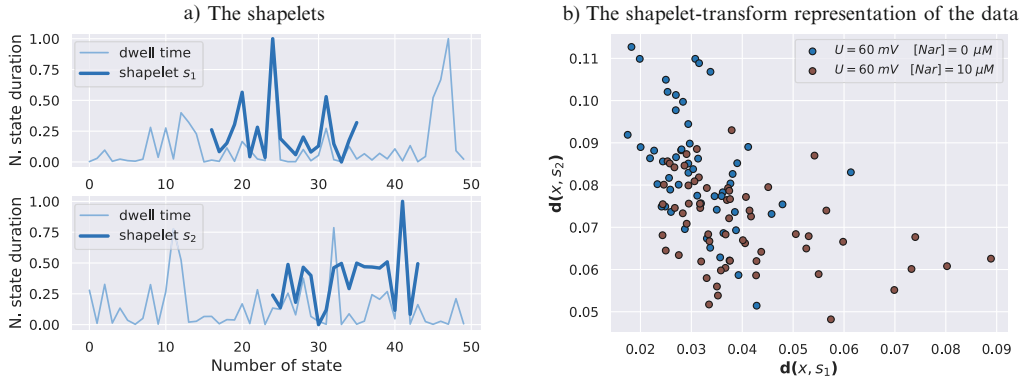 a) The shapelets
N. state duration
1.00
0.75
0.50
0.25
0.00
dwell time
shapelet s₁
0 10 20 30 40 50
N. state duration
1.00
0.75
0.50
0.25
0.00
dwell time
shapelet s₂
0 10 20 30 40 50
Number of state
b) The shapelet-transform representation of the data
d(x, s₂)
0.11
0.10
0.09
0.08
0.07
0.06
0.05
U = 60 mV [Nar] = 0 μM
U = 60 mV [Nar] = 10 μM
0.02 0.03 0.04 0.05 0.06 0.07 0.08 0.09
d(x, s₁)